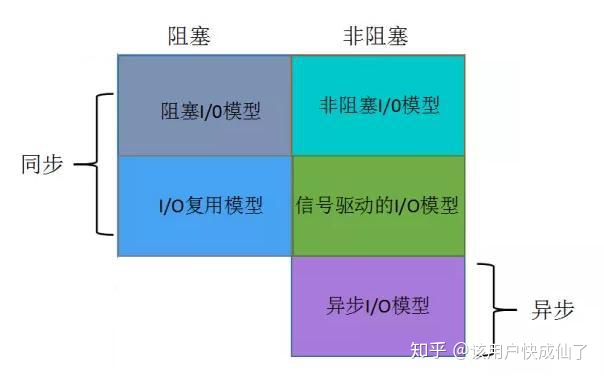 阻塞 非阻塞
阻塞I/0模型 非阻塞I/0模型
同步
I/O复用模型 信号驱动的I/O模型
异步I/O模型
异步
知乎 @该用户快成仙了